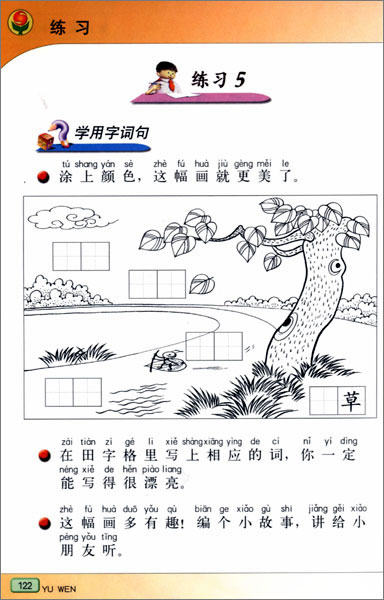 练习
练习5
学用字词句
tú shang yán sè zhè fú huà jiù gèng měi le
涂上颜色，这幅画就更美了。
草
zài tián zì gé li xiě shàng xiāng yìng de cí nǐ yí dìng
在田字格里写上相应的词，你一定
néng xiě de hěn piào liang
能写得很漂亮。
zhè fú huà duō yǒu qù biān ge xiǎo gù shi jiǎng gěi xiǎo
这幅画多有趣！编个小故事，讲给小
péng yǒu tīng
朋友听。
122 YU WEN